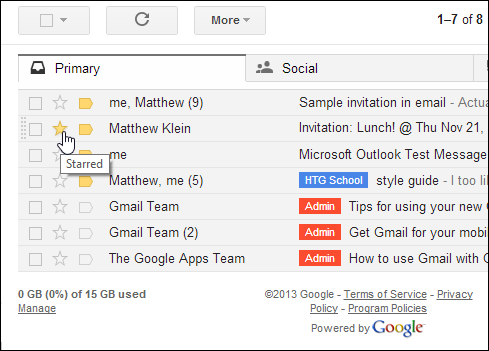 More 1–7 of 8
Primary Social
me, Matthew (9) Sample invitation in email - Actua
Matthew Klein Invitation: Lunch! @ Thu Nov 21,
me Microsoft Outlook Test Message
Starred
Matthew, me (5) HTG School style guide - I too l
Gmail Team Admin Tips for using your new G
Gmail Team (2) Admin Get Gmail for your mobi
The Google Apps Team Admin How to use Gmail with G
0 GB (0%) of 15 GB used ©2013 Google - Terms of Service - Privacy
Manage Policy - Program Policies
Powered by Google